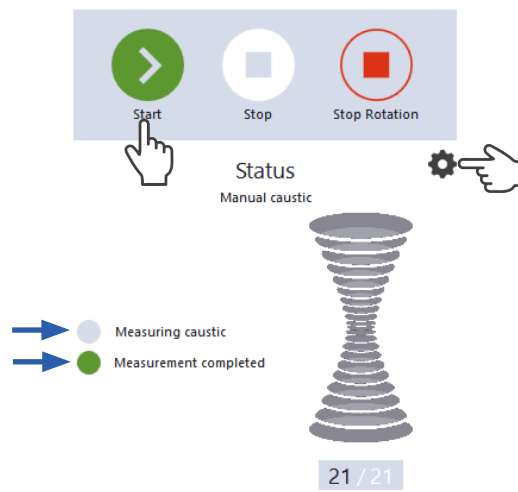 Start Stop Stop Rotation
Status
Manual caustic
Measuring caustic
Measurement completed
21 / 21